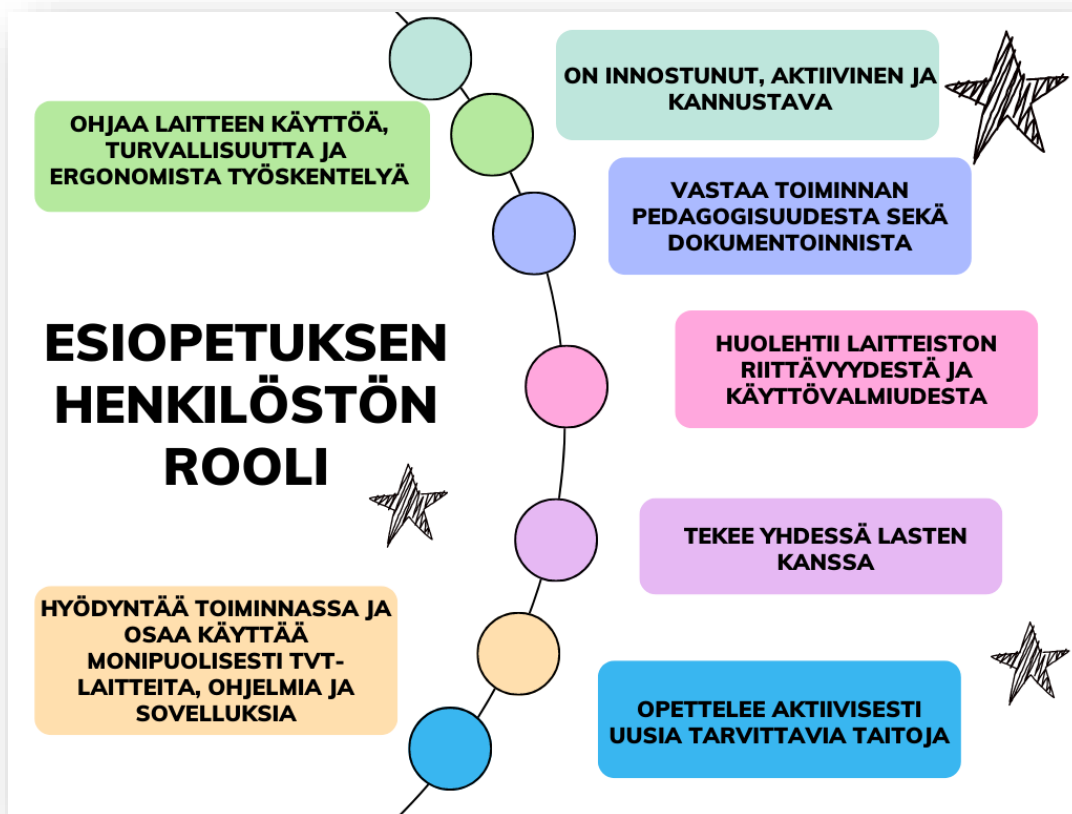 ESIOPETUKSEN
HENKILÖSTÖN
ROOLI
ON INNOSTUNUT, AKTIIVINEN JA
KANNUSTAVA
OHJAA LAITTEEN KÄYTTÖÄ,
TURVALLISUUTTA JA
ERGONOMISTA TYÖSKENTELYÄ
VASTAA TOIMINNAN
PEDAGOGISUUDESTA SEKÄ
DOKUMENTOINNISTA
HUOLEHTII LAITTEISTON
RIITTÄVYYDESTÄ JA
KÄYTTÖVALMIUDESTA
TEKEE YHDESSÄ LASTEN
KANSSA
HYÖDYNTÄÄ TOIMINNASSA JA
OSAA KÄYTTÄÄ
MONIPUOLISESTI TVT-
LAITTEITA, OHJELMIA JA
SOVELLUKSIA
OPETTELEE AKTIIVISESTI
UUSIA TARVITTAVIA TAITOJA